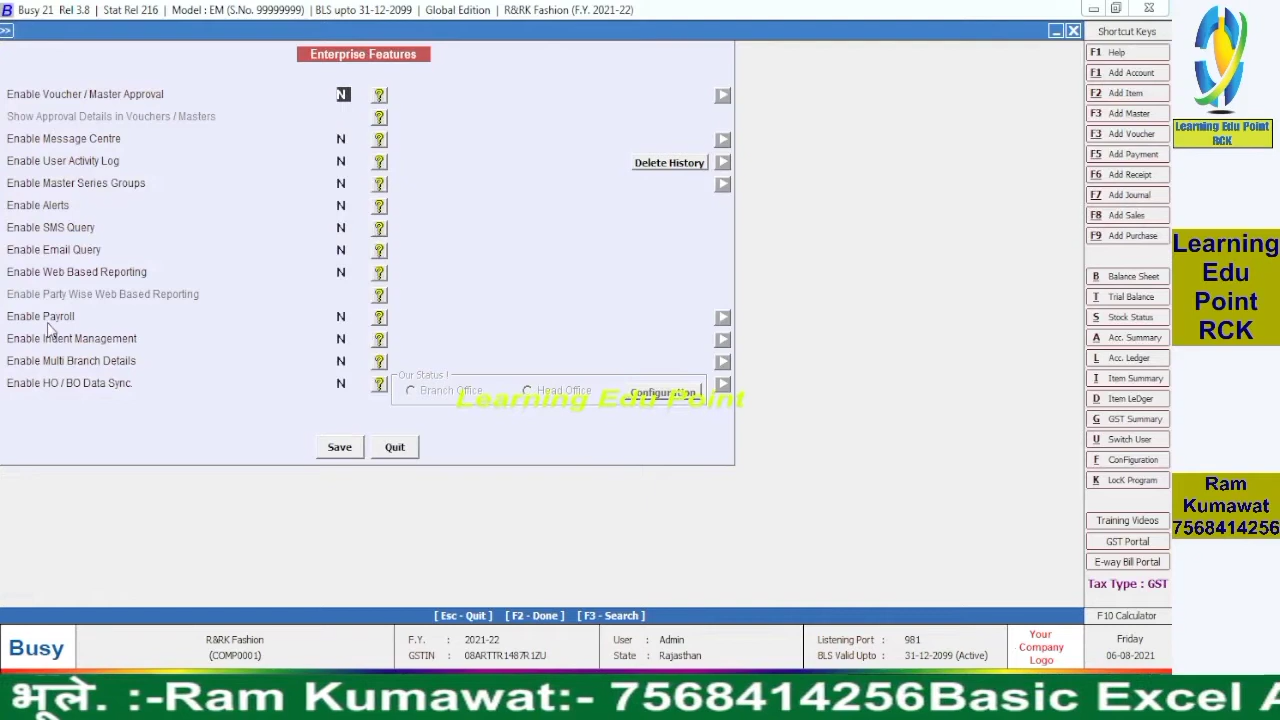 Busy 21 Rel 3.8 | Stat Rel 216 | Model : EM (S.No. 99999999) | BLS upto 31-12-2099 | Global Edition | R&RK Fashion (F.Y. 2021-22)
>>
Enterprise Features
Enable Voucher / Master Approval N ?
Show Approval Details in Vouchers / Masters ?
Enable Message Centre N ?
Enable User Activity Log N ? Delete History
Enable Master Series Groups N ?
Enable Alerts N ?
Enable SMS Query N ?
Enable Email Query N ?
Enable Web Based Reporting N ?
Enable Party Wise Web Based Reporting ?
Enable Payroll N ?
Enable Indent Management N ?
Enable Multi Branch Details N ?
Our Status !
Enable HO / BO Data Sync. N ? Branch Office Head Office Configuration
Learning Edu Point
Save Quit
Shortcut Keys
F1 Help
F1 Add Account
F2 Add Item
F3 Add Master
F3 Add Voucher
F5 Add Payment
F6 Add Receipt
F7 Add Journal
F8 Add Sales
F9 Add Purchase
B Balance Sheet
T Trial Balance
S Stock Status
A Acc. Summary
L Acc. Ledger
I Item Summary
D Item LeDger
G GST Summary
U Switch User
F ConFiguration
K LocK Program
Training Videos
GST Portal
E-way Bill Portal
Tax Type : GST
F10 Calculator
Learning Edu Point
RCK
Learning
Edu
Point
RCK
Ram
Kumawat
7568414256
[ Esc - Quit ] [ F2 - Done ] [ F3 - Search ]
Busy
R&RK Fashion
(COMP0001)
F.Y. : 2021-22
GSTIN : 08ARTTR1487R1ZU
User : Admin
State : Rajasthan
Listening Port : 981
BLS Valid Upto : 31-12-2099 (Active)
Your
Company
Logo
Friday
06-08-2021
भूले. :-Ram Kumawat:- 7568414256Basic Excel A